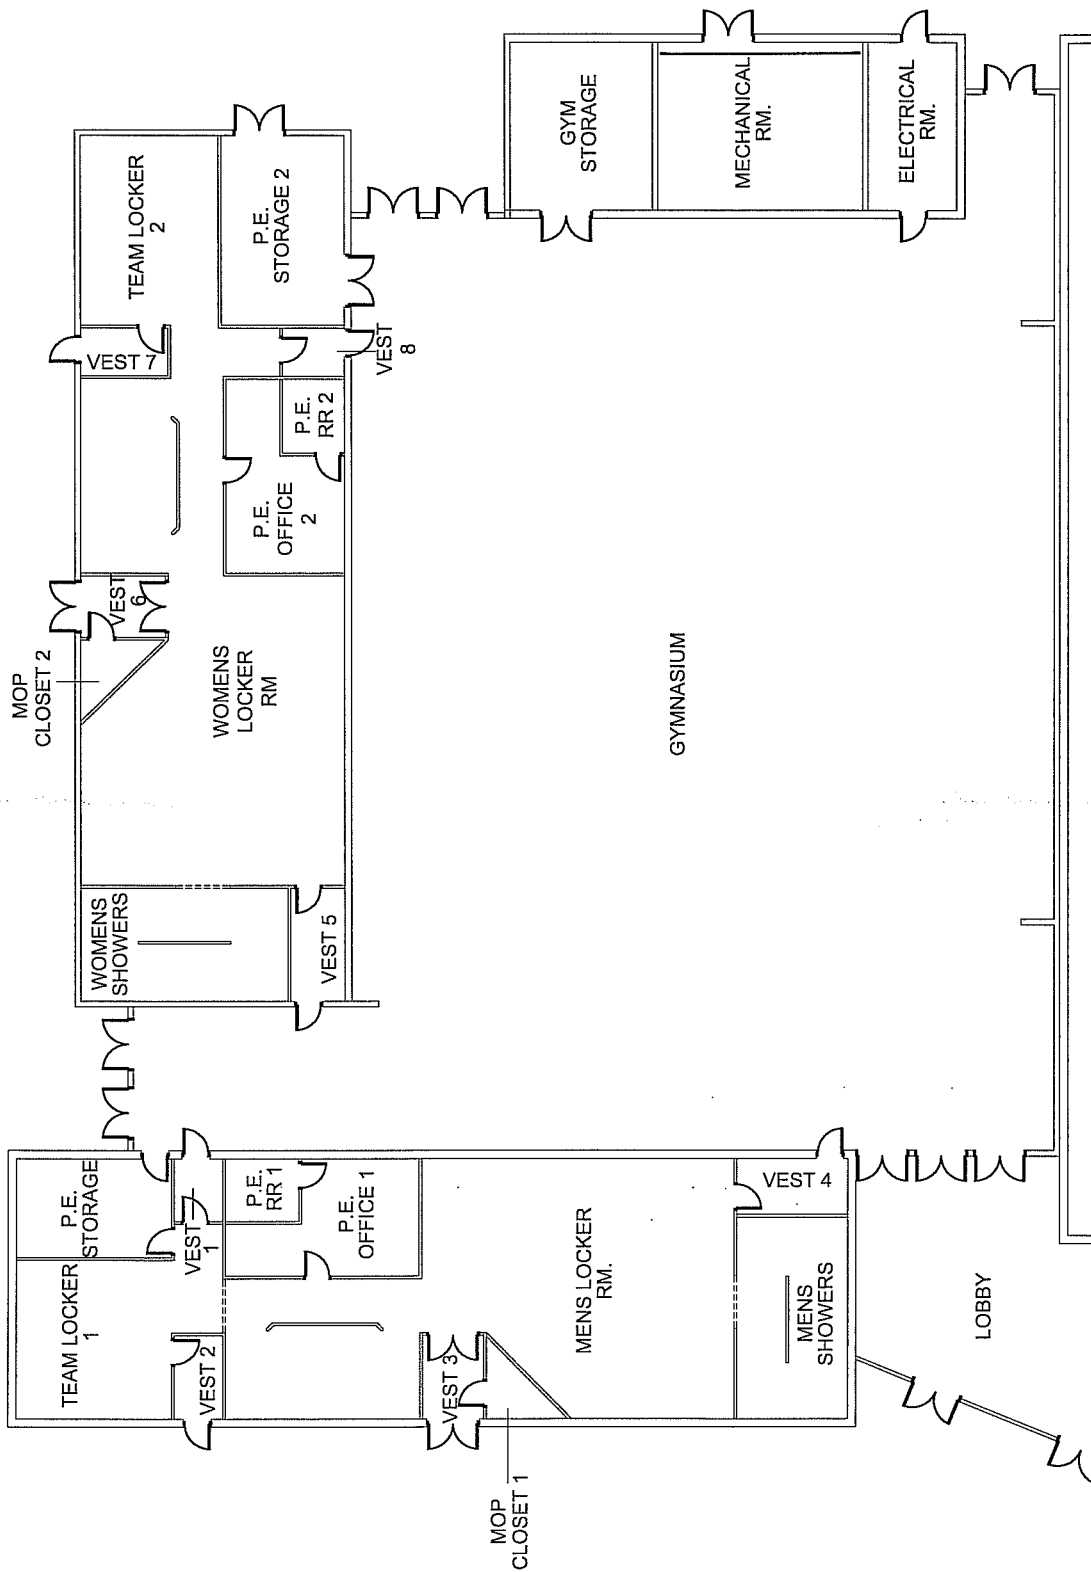 MOP
CLOSET 2
VEST 7
TEAM LOCKER
2
P.E.
STORAGE 2
VEST
8
P.E.
RR 2
P.E.
OFFICE
2
VEST
6
WOMENS
LOCKER
RM
WOMENS
SHOWERS
VEST 5
GYM
STORAGE
MECHANICAL
RM.
ELECTRICAL
RM.
GYMNASIUM
P.E.
STORAGE
TEAM LOCKER
1
VEST
1
VEST 2
P.E.
RR 1
P.E.
OFFICE 1
VEST 3
MOP
CLOSET 1
MENS LOCKER
RM.
VEST 4
MENS
SHOWERS
LOBBY